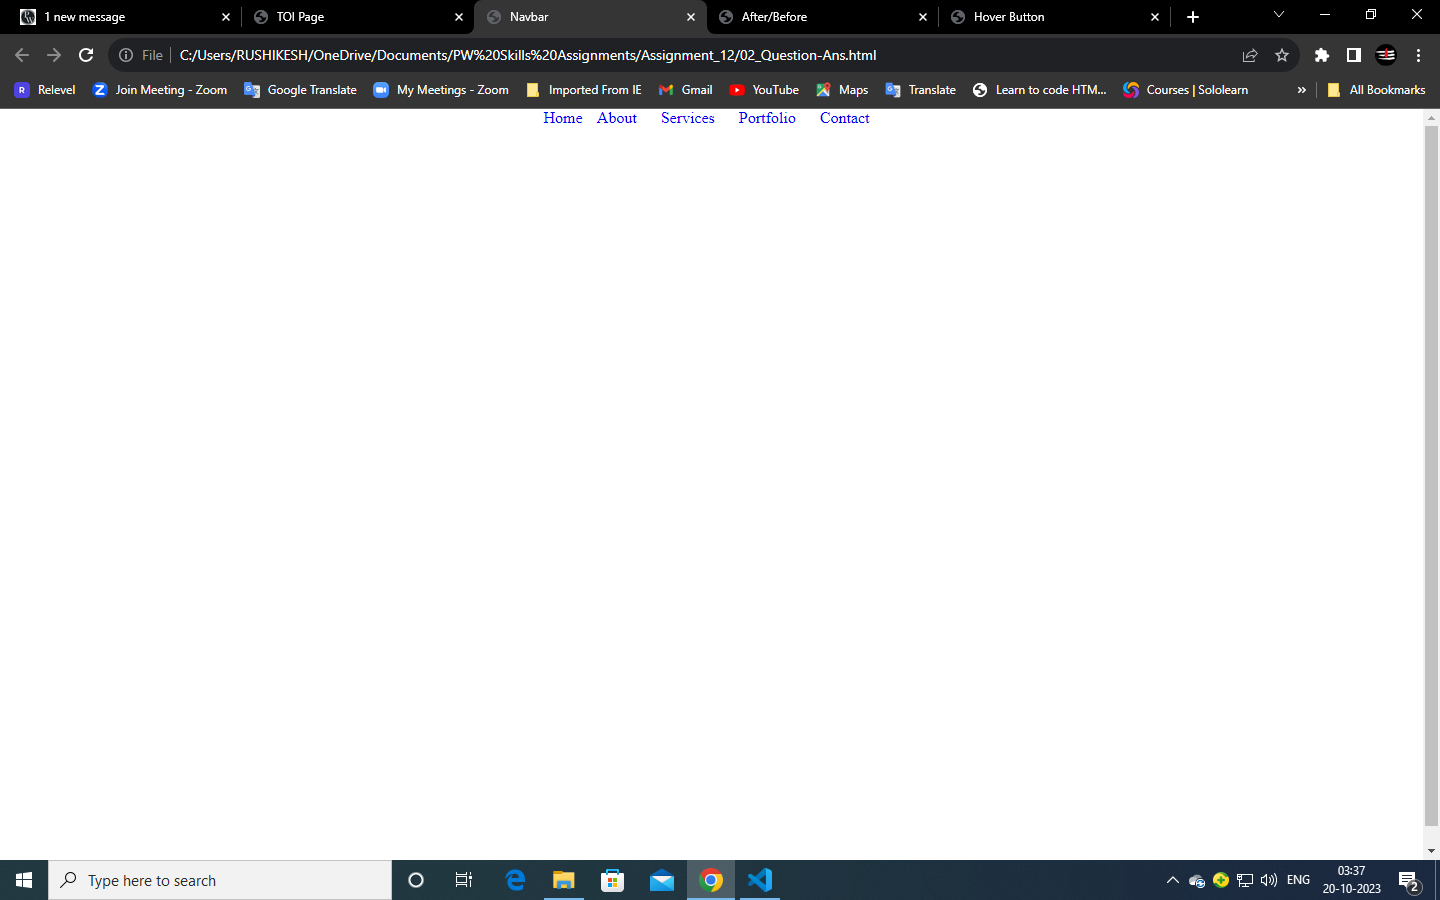 1 new message
TOI Page
Navbar
After/Before
Hover Button
File
C:/Users/RUSHIKESH/OneDrive/Documents/PW%20Skills%20Assignments/Assignment_12/02_Question-Ans.html
R Relevel
Z Join Meeting - Zoom
Google Translate
My Meetings - Zoom
Imported From IE
Gmail
YouTube
Maps
Translate
Learn to code HTM...
Courses | Sololearn
»
All Bookmarks
Home About Services Portfolio Contact
Type here to search
ENG
03:37
20-10-2023
2